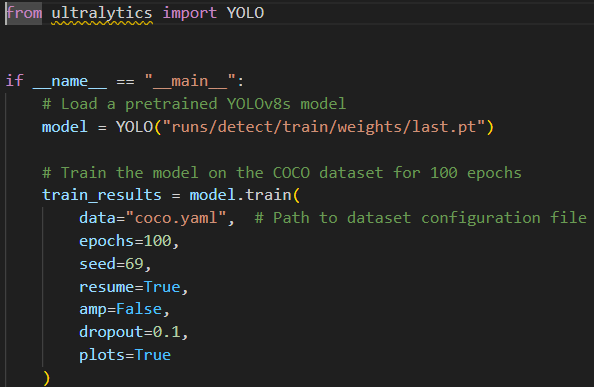 from ultralytics import YOLO
if __name__ == "__main__":
# Load a pretrained YOLOv8s model
model = YOLO("runs/detect/train/weights/last.pt")
# Train the model on the COCO dataset for 100 epochs
train_results = model.train(
data="coco.yaml",  # Path to dataset configuration file
epochs=100,
seed=69,
resume=True,
amp=False,
dropout=0.1,
plots=True
)